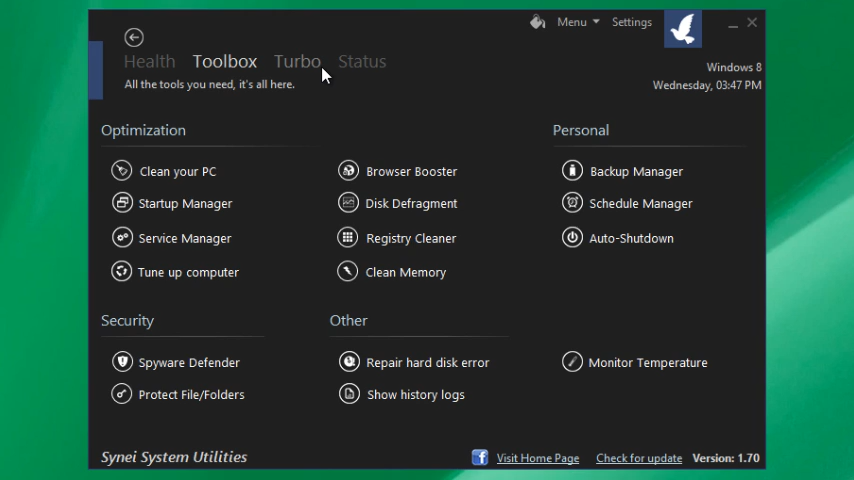 Menu Settings
Health Toolbox Turbo Status
All the tools you need, it's all here.
Windows 8
Wednesday, 03:47 PM
Optimization
Clean your PC
Startup Manager
Service Manager
Tune up computer
Browser Booster
Disk Defragment
Registry Cleaner
Clean Memory
Personal
Backup Manager
Schedule Manager
Auto-Shutdown
Security
Spyware Defender
Protect File/Folders
Other
Repair hard disk error
Show history logs
Monitor Temperature
Synei System Utilities
f Visit Home Page Check for update Version: 1.70